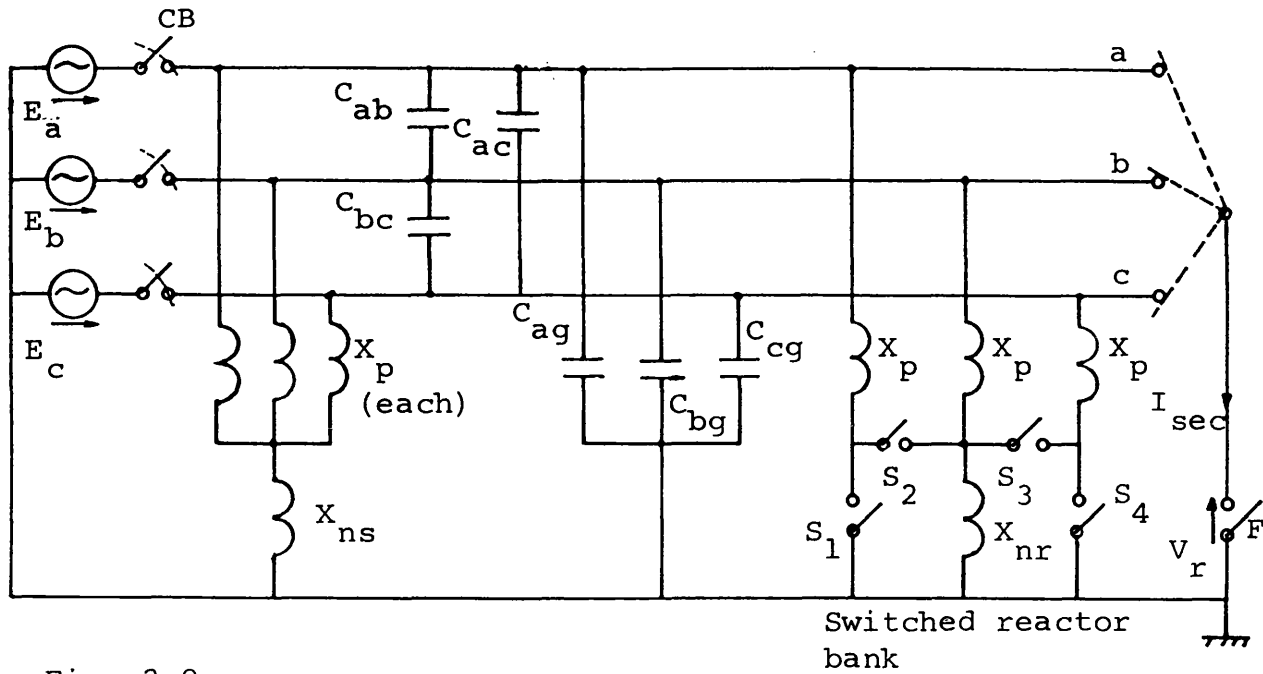 CB
a
E_a
C_ab
C_ac
b
E_b
C_bc
c
E_c
X_p
(each)
C_ag
C_bg
C_cg
X_p
X_p
X_p
I_sec
S_2
S_3
X_ns
S_1
X_nr
S_4
V_r
F
Switched reactor
bank